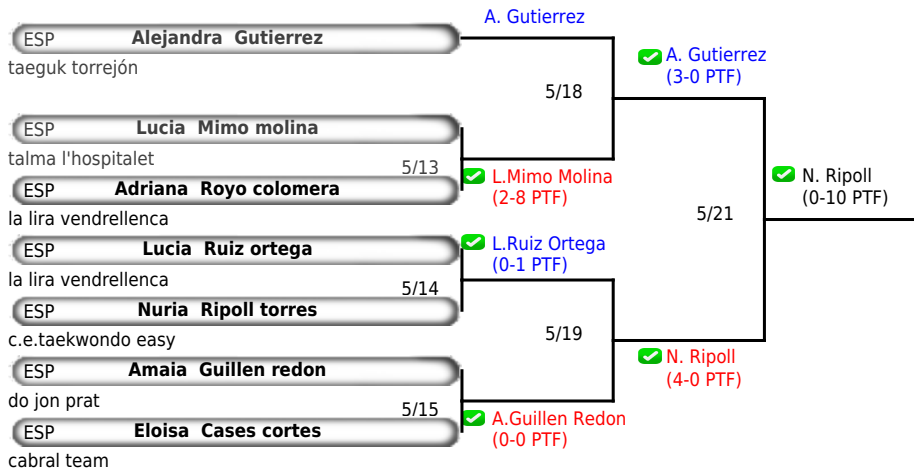 A. Gutierrez
ESP Alejandra Gutierrez
taeguk torrejón
A. Gutierrez
(3-0 PTF)
5/18
ESP Lucia Mimo molina
talma l'hospitalet
5/13
ESP Adriana Royo colomera
la lira vendrellenca
L.Mimo Molina
(2-8 PTF)
N. Ripoll
(0-10 PTF)
5/21
ESP Lucia Ruiz ortega
la lira vendrellenca
L.Ruiz Ortega
(0-1 PTF)
5/14
ESP Nuria Ripoll torres
c.e.taekwondo easy
5/19
N. Ripoll
(4-0 PTF)
ESP Amaia Guillen redon
do jon prat
5/15
ESP Eloisa Cases cortes
cabral team
A.Guillen Redon
(0-0 PTF)